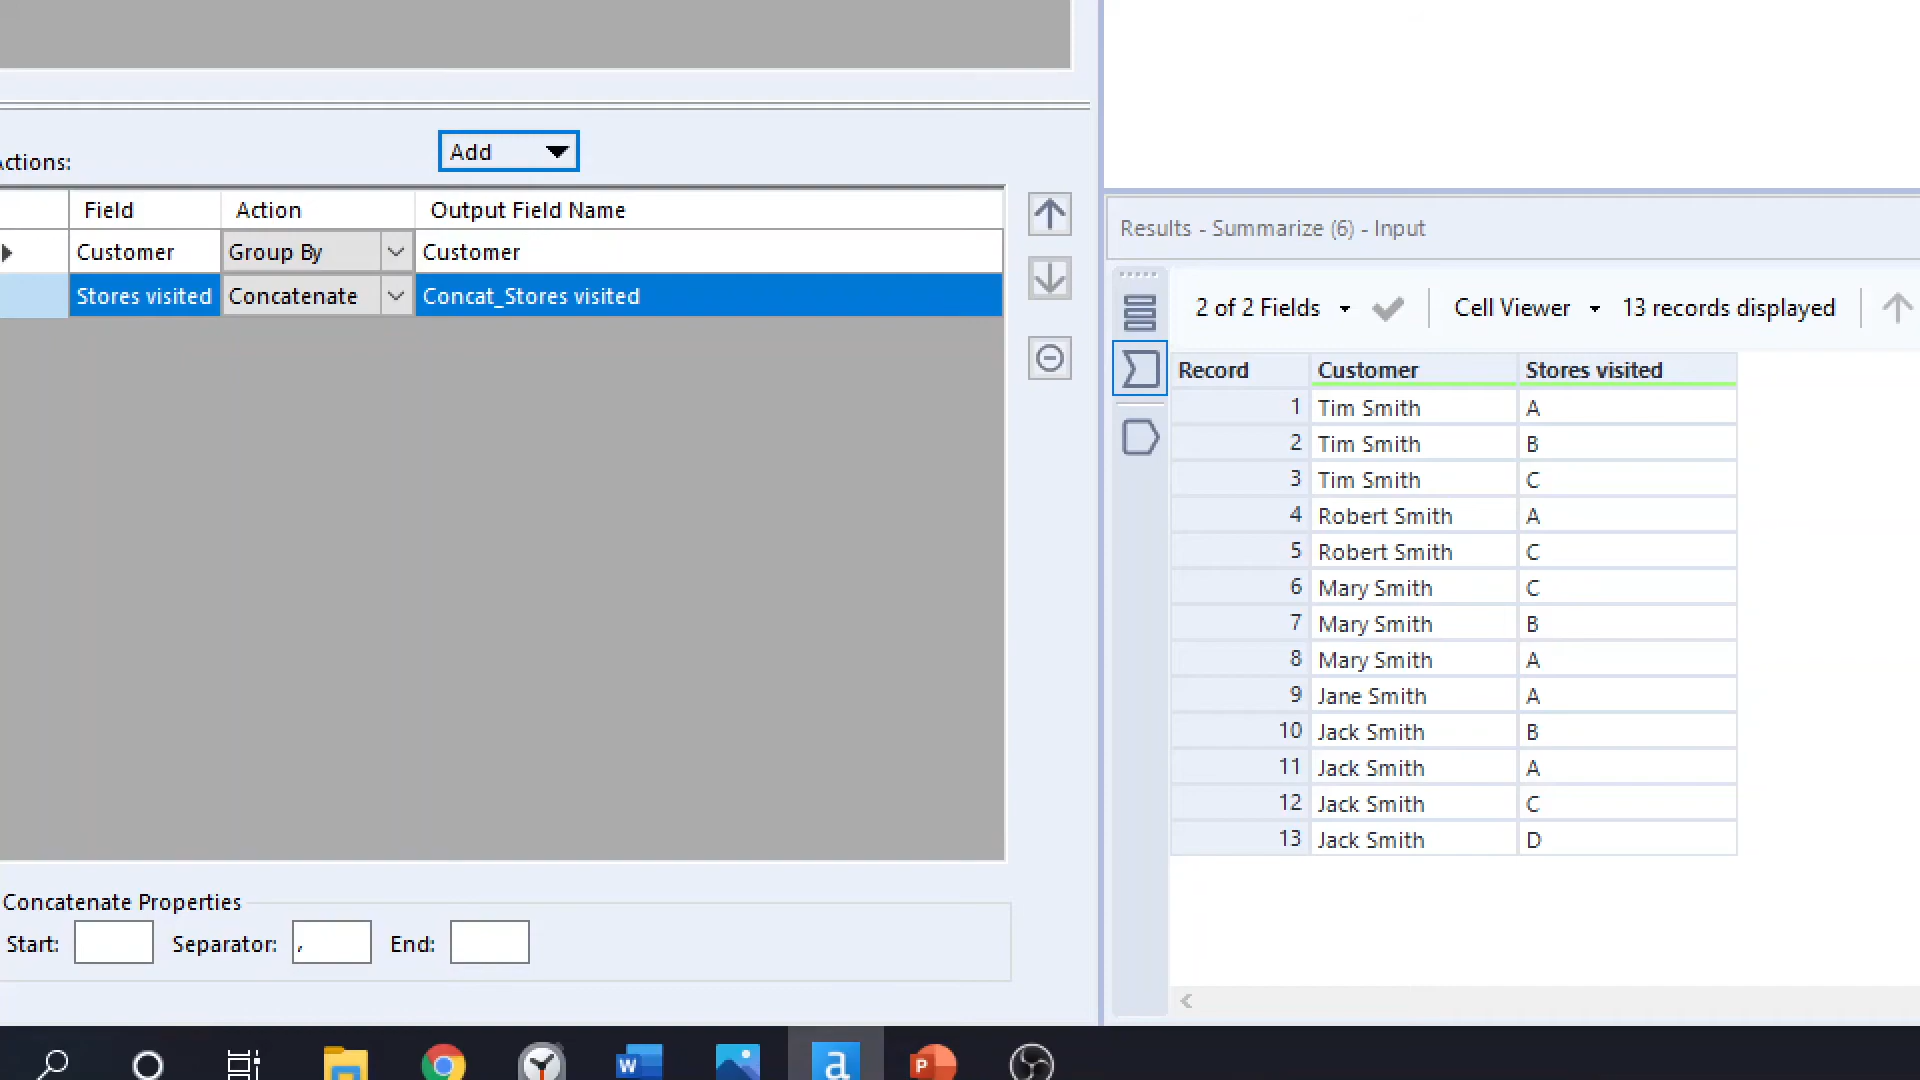 Actions:
Add
Field Action Output Field Name
Customer Group By Customer
Stores visited Concatenate Concat_Stores visited
Concatenate Properties
Start: Separator: , End:
Results - Summarize (6) - Input
2 of 2 Fields Cell Viewer 13 records displayed
Record Customer Stores visited
1 Tim Smith A
2 Tim Smith B
3 Tim Smith C
4 Robert Smith A
5 Robert Smith C
6 Mary Smith C
7 Mary Smith B
8 Mary Smith A
9 Jane Smith A
10 Jack Smith B
11 Jack Smith A
12 Jack Smith C
13 Jack Smith D
W a P